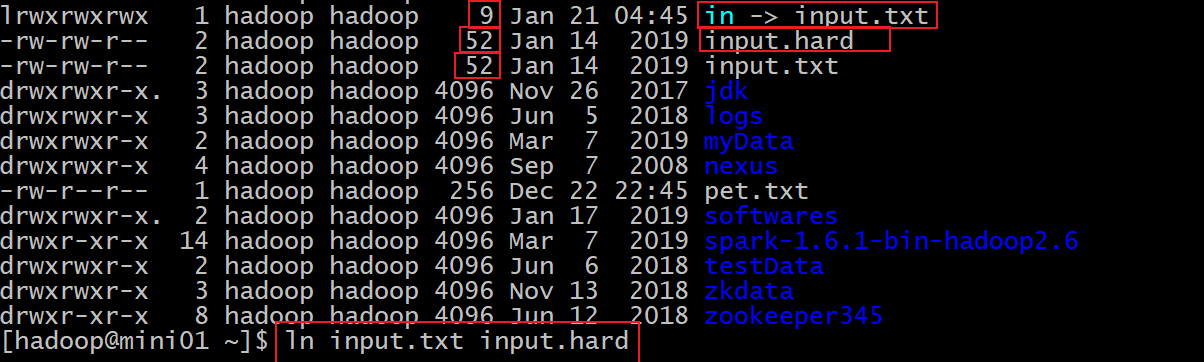 lrwxrwxrwx   1 hadoop hadoop    9 Jan 21 04:45 in -> input.txt
-rw-rw-r--   2 hadoop hadoop   52 Jan 14  2019 input.hard
-rw-rw-r--   2 hadoop hadoop   52 Jan 14  2019 input.txt
drwxrwxr-x.  3 hadoop hadoop 4096 Nov 26  2017 jdk
drwxrwxr-x   3 hadoop hadoop 4096 Jun  5  2018 logs
drwxrwxr-x   2 hadoop hadoop 4096 Mar  7  2019 myData
drwxrwxr-x   4 hadoop hadoop 4096 Sep  7  2008 nexus
-rw-r--r--   1 hadoop hadoop  256 Dec 22 22:45 pet.txt
drwxrwxr-x.  2 hadoop hadoop 4096 Jan 17  2019 softwares
drwxr-xr-x  14 hadoop hadoop 4096 Mar  7  2019 spark-1.6.1-bin-hadoop2.6
drwxrwxr-x   2 hadoop hadoop 4096 Jun  6  2018 testData
drwxrwxr-x   3 hadoop hadoop 4096 Nov 13  2018 zkdata
drwxr-xr-x   8 hadoop hadoop 4096 Jun 12  2018 zookeeper345
[hadoop@mini01 ~]$ ln input.txt input.hard